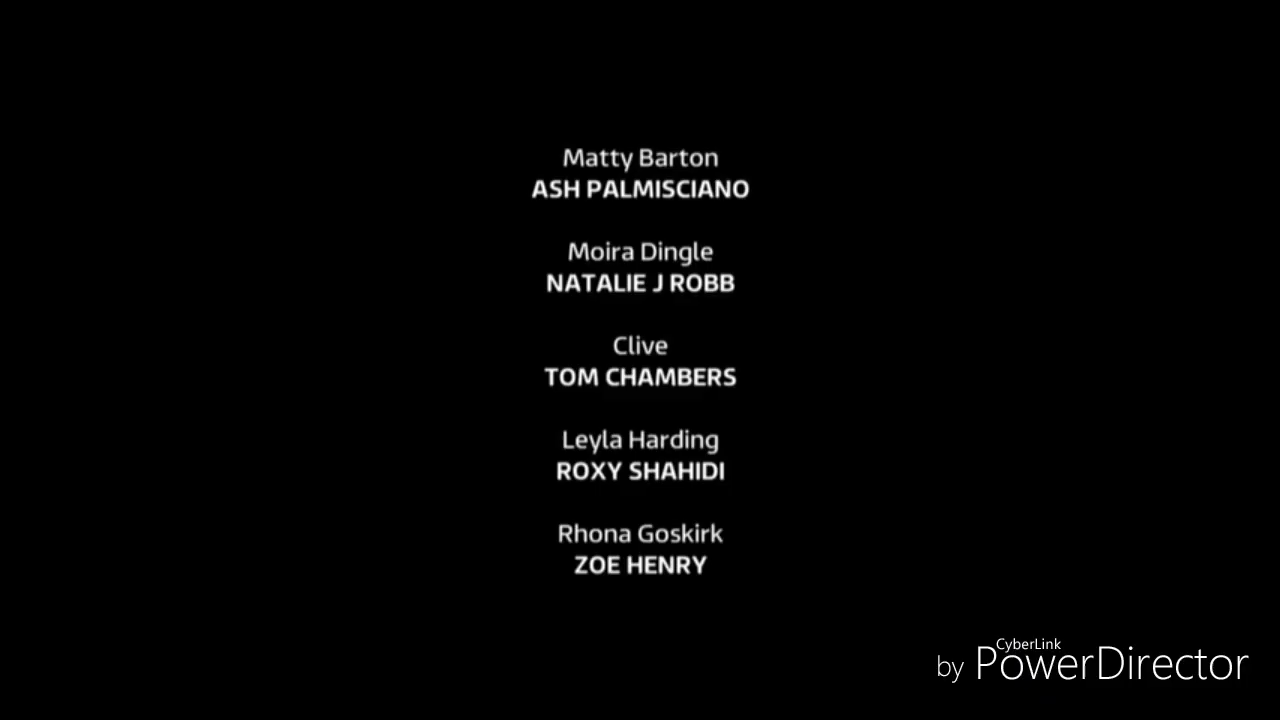 Matty Barton
ASH PALMISCIANO
Moira Dingle
NATALIE J ROBB
Clive
TOM CHAMBERS
Leyla Harding
ROXY SHAHIDI
Rhona Goskirk
ZOE HENRY
CyberLink
by PowerDirector